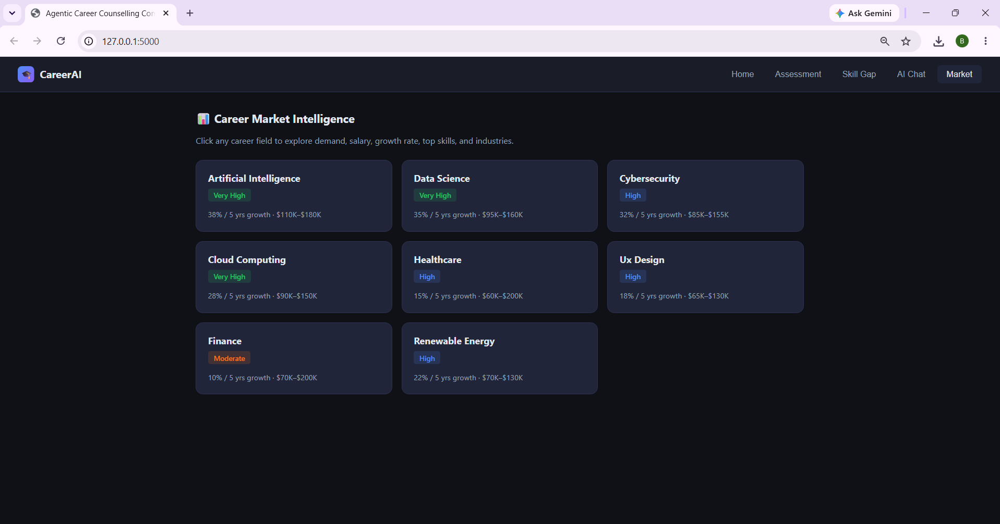 Agentic Career Counselling Con
Ask Gemini
127.0.0.1:5000
B
CareerAI
Home
Assessment
Skill Gap
AI Chat
Market
Career Market Intelligence
Click any career field to explore demand, salary, growth rate, top skills, and industries.
Artificial Intelligence
Very High
38% / 5 yrs growth · $110K–$180K
Data Science
Very High
35% / 5 yrs growth · $95K–$160K
Cybersecurity
High
32% / 5 yrs growth · $85K–$155K
Cloud Computing
Very High
28% / 5 yrs growth · $90K–$150K
Healthcare
High
15% / 5 yrs growth · $60K–$200K
Ux Design
High
18% / 5 yrs growth · $65K–$130K
Finance
Moderate
10% / 5 yrs growth · $70K–$200K
Renewable Energy
High
22% / 5 yrs growth · $70K–$130K